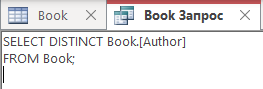 Book
Book Запрос
SELECT DISTINCT Book.[Author]
FROM Book;